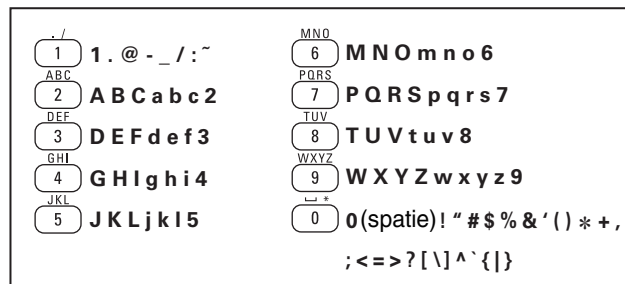 . /
1 1 . @ - _ / : ~
ABC
2 A B C a b c 2
DEF
3 D E F d e f 3
GHI
4 G H I g h i 4
JKL
5 J K L j k l 5
MNO
6 M N O m n o 6
PQRS
7 P Q R S p q r s 7
TUV
8 T U V t u v 8
WXYZ
9 W X Y Z w x y z 9
␣ *
0 0 (spatie) ! “ # $ % & ‘ ( ) * + ,
; < = > ? [ \ ] ^ ` { | }